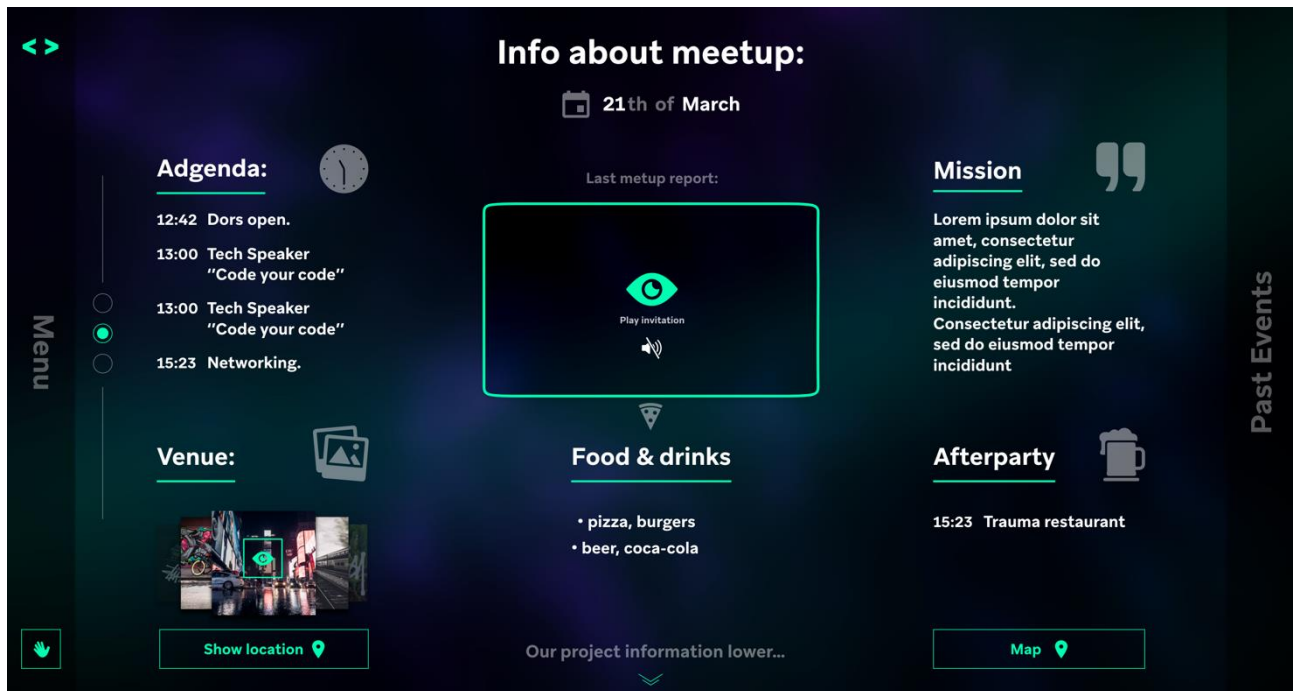 < >
Info about meetup:
21th of March
Menu
Adgenda:
12:42 Dors open.
13:00 Tech Speaker
"Code your code"
13:00 Tech Speaker
"Code your code"
15:23 Networking.
Last metup report:
Play invitation
Mission
Lorem ipsum dolor sit
amet, consectetur
adipiscing elit, sed do
eiusmod tempor
incididunt.
Consectetur adipiscing elit,
sed do eiusmod tempor
incididunt
Past Events
Venue:
Show location
Food & drinks
• pizza, burgers
• beer, coca-cola
Our project information lower...
Afterparty
15:23 Trauma restaurant
Map